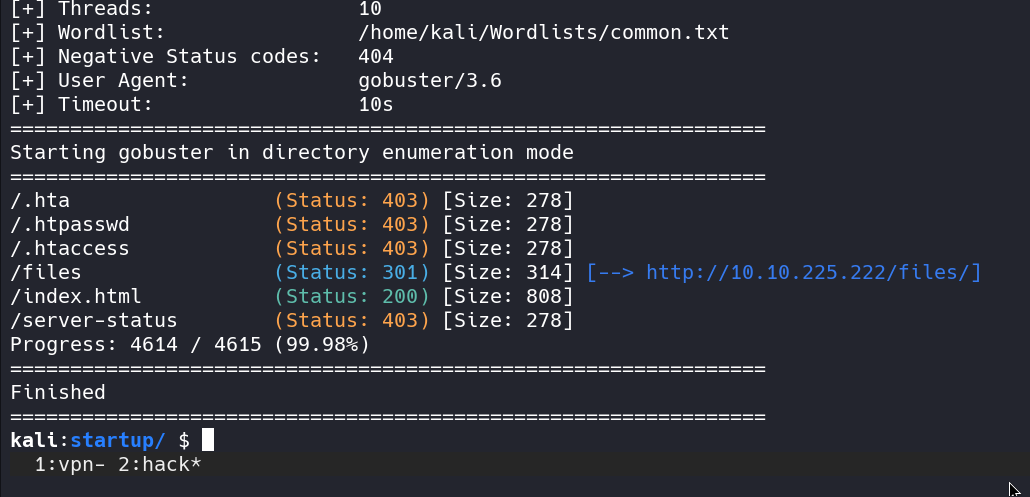 [+] Threads:                 10
[+] Wordlist:                /home/kali/Wordlists/common.txt
[+] Negative Status codes:   404
[+] User Agent:              gobuster/3.6
[+] Timeout:                 10s
===============================================================
Starting gobuster in directory enumeration mode
===============================================================
/.hta                 (Status: 403) [Size: 278]
/.htpasswd            (Status: 403) [Size: 278]
/.htaccess            (Status: 403) [Size: 278]
/files                (Status: 301) [Size: 314] [--> http://10.10.225.222/files/]
/index.html           (Status: 200) [Size: 808]
/server-status        (Status: 403) [Size: 278]
Progress: 4614 / 4615 (99.98%)
===============================================================
Finished
===============================================================
kali:startup/ $
1:vpn- 2:hack*